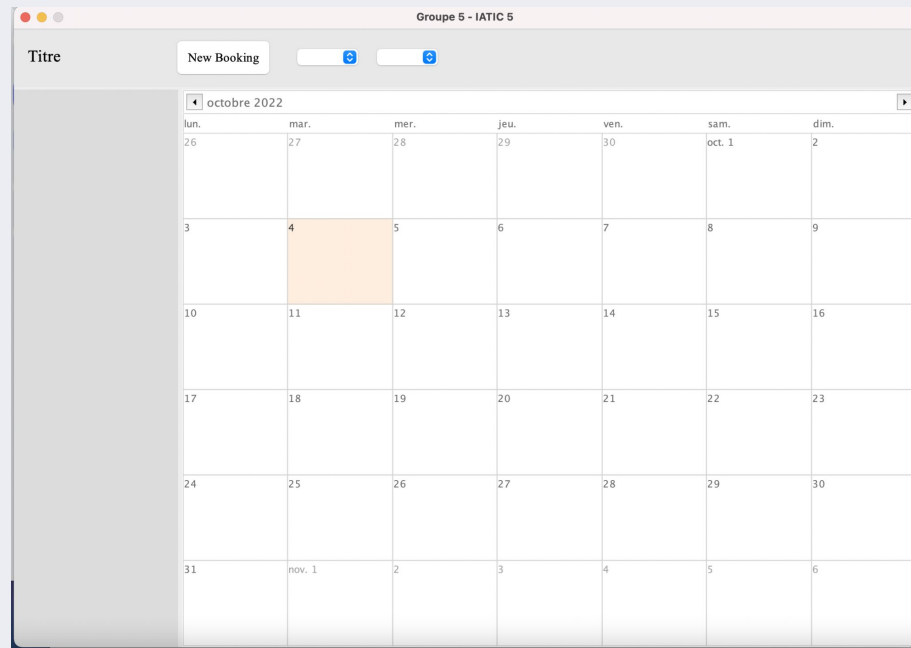 Groupe 5 - IATIC 5
Titre New Booking
octobre 2022
lun. mar. mer. jeu. ven. sam. dim.
26 27 28 29 30 oct. 1 2
3 4 5 6 7 8 9
10 11 12 13 14 15 16
17 18 19 20 21 22 23
24 25 26 27 28 29 30
31 nov. 1 2 3 4 5 6